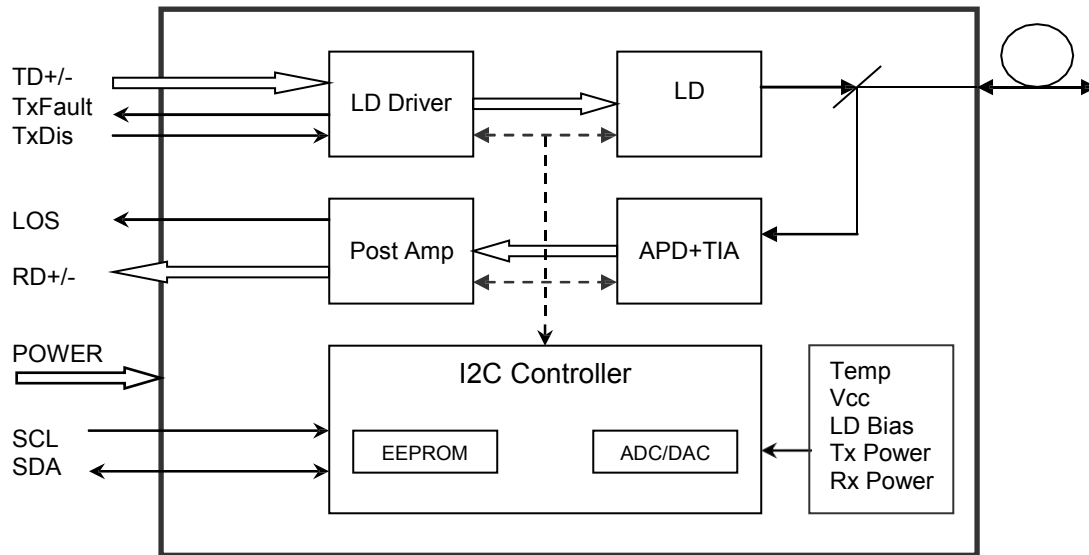 TD+/-
TxFault
TxDis
LD Driver
LD
LOS
RD+/-
Post Amp
APD+TIA
POWER
SCL
SDA
I2C Controller
EEPROM
ADC/DAC
Temp
Vcc
LD Bias
Tx Power
Rx Power